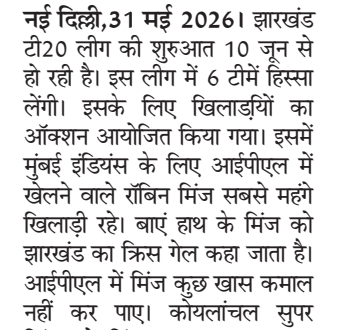 नई दिल्ली,31 मई 2026। झारखंड
टी20 लीग की शुरुआत 10 जून से
हो रही है। इस लीग में 6 टीमें हिस्सा
लेंगी। इसके लिए खिलाड़ियों का
ऑक्शन आयोजित किया गया। इसमें
मुंबई इंडियंस के लिए आईपीएल में
खेलने वाले रॉबिन मिंज सबसे महंगे
खिलाड़ी रहे। बाएं हाथ के मिंज को
झारखंड का क्रिस गेल कहा जाता है।
आईपीएल में मिंज कुछ खास कमाल
नहीं कर पाए। कोयलांचल सुपर